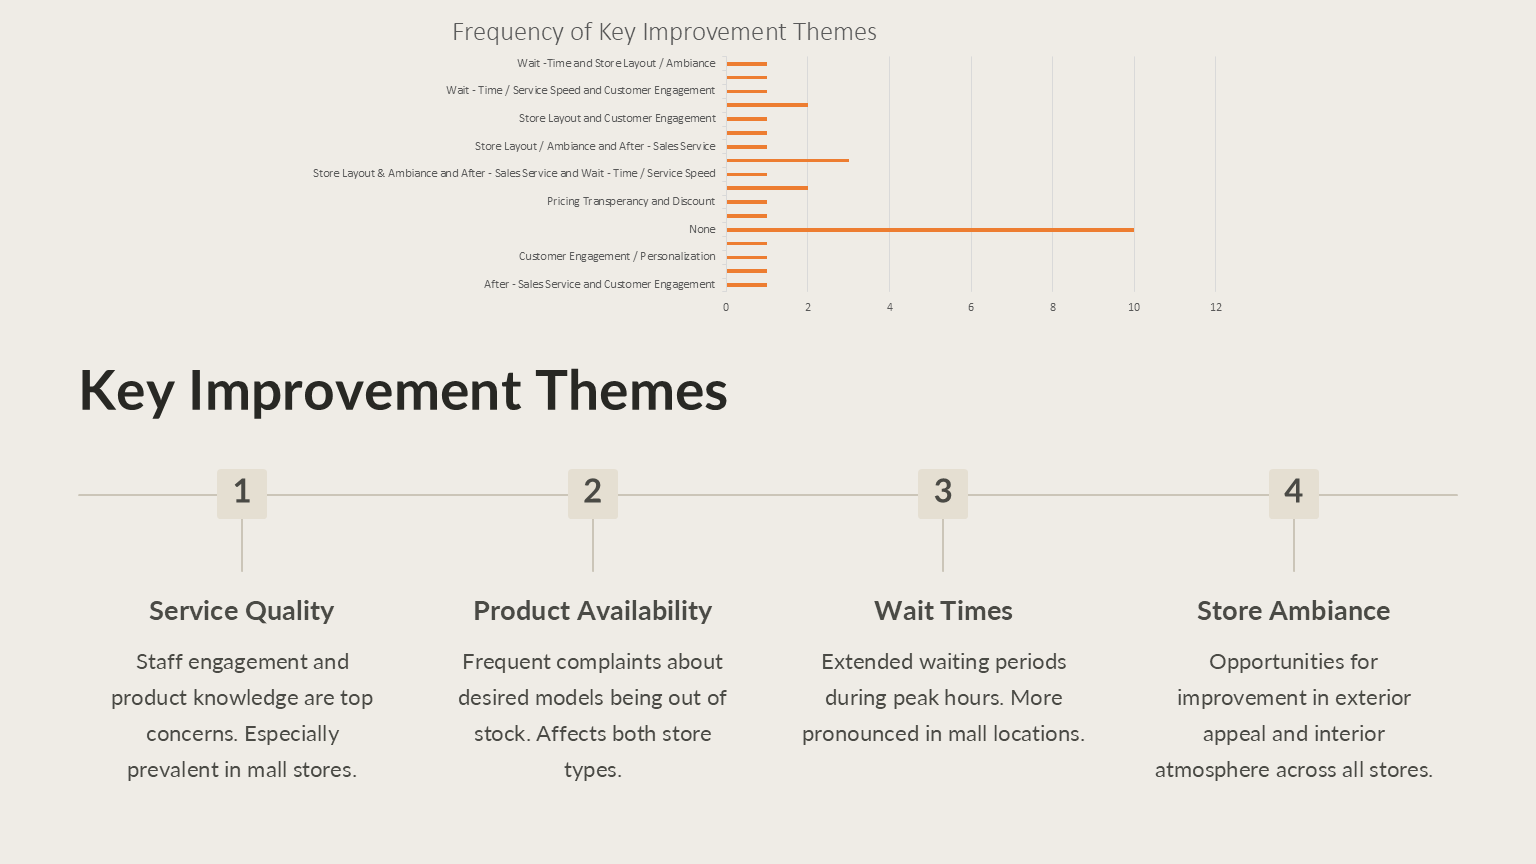 Frequency of Key Improvement Themes
Wait -Time and Store Layout / Ambiance
Wait - Time / Service Speed and Customer Engagement
Store Layout and Customer Engagement
Store Layout / Ambiance and After - Sales Service
Store Layout & Ambiance and After - Sales Service and Wait - Time / Service Speed
Pricing Transperancy and Discount
None
Customer Engagement / Personalization
After - Sales Service and Customer Engagement
0 2 4 6 8 10 12
Key Improvement Themes
1 2 3 4
Service Quality
Staff engagement and
product knowledge are top
concerns. Especially
prevalent in mall stores.
Product Availability
Frequent complaints about
desired models being out of
stock. Affects both store
types.
Wait Times
Extended waiting periods
during peak hours. More
pronounced in mall locations.
Store Ambiance
Opportunities for
improvement in exterior
appeal and interior
atmosphere across all stores.